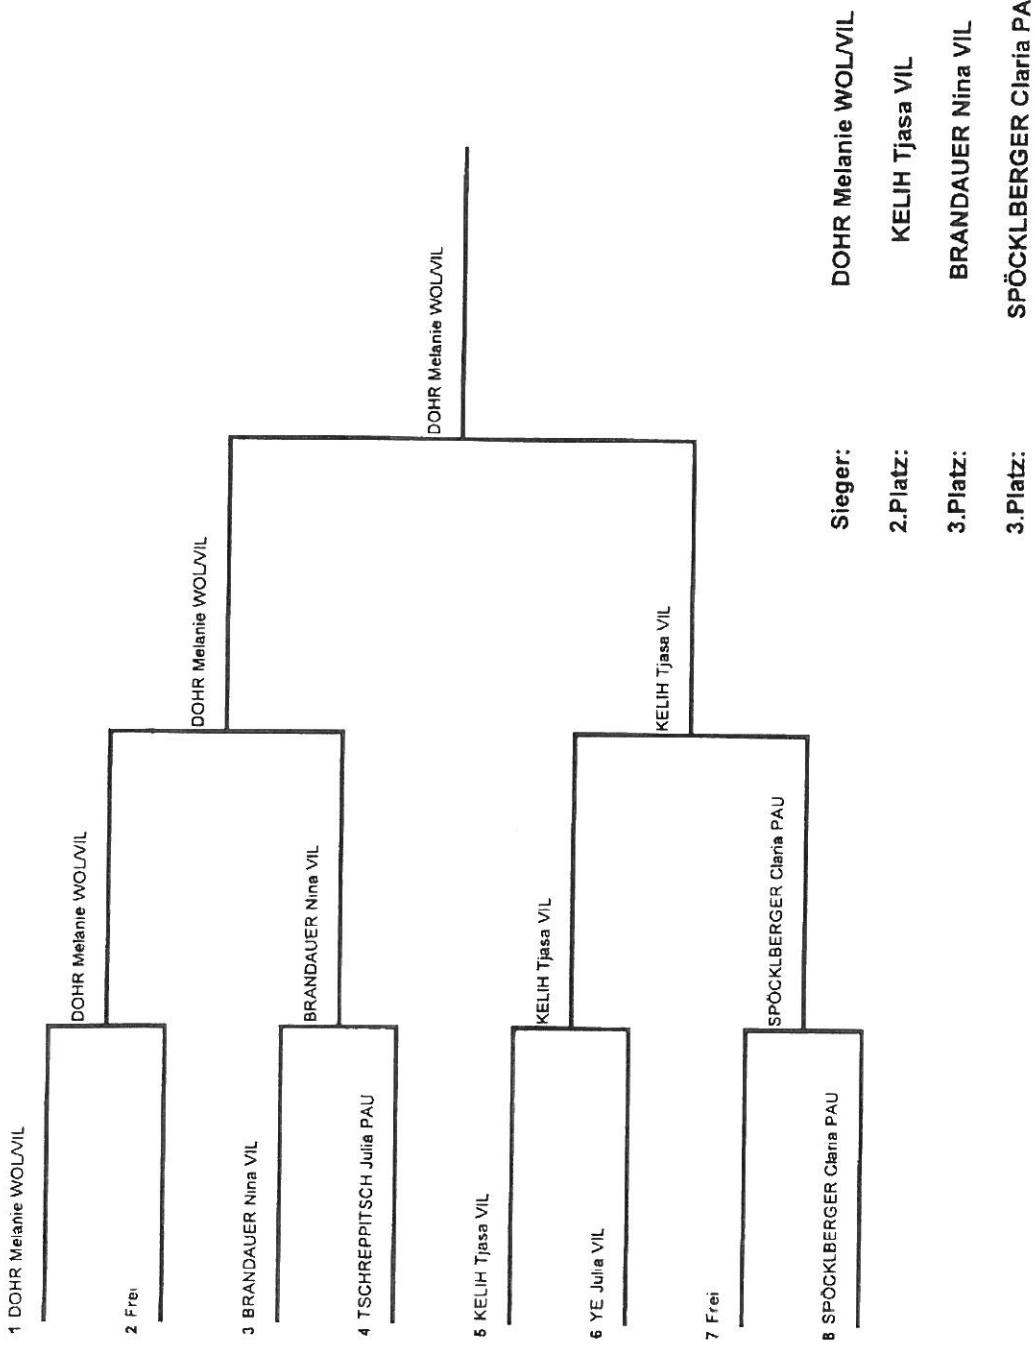 1 DOHR Melanie WOL/VIL
2 Frei
3 BRANDAUER Nina VIL
4 TSCHREPPITSCH Julia PAU
5 KELIH Tjasa VIL
6 YE Julia VIL
7 Frei
8 SPÖCKLBERGER Claria PAU
DOHR Melanie WOL/VIL
BRANDAUER Nina VIL
KELIH Tjasa VIL
SPÖCKLBERGER Claria PAU
DOHR Melanie WOL/VIL
KELIH Tjasa VIL
DOHR Melanie WOL/VIL
Sieger: DOHR Melanie WOL/VIL
2.Platz: KELIH Tjasa VIL
3.Platz: BRANDAUER Nina VIL
3.Platz: SPÖCKLBERGER Claria PA